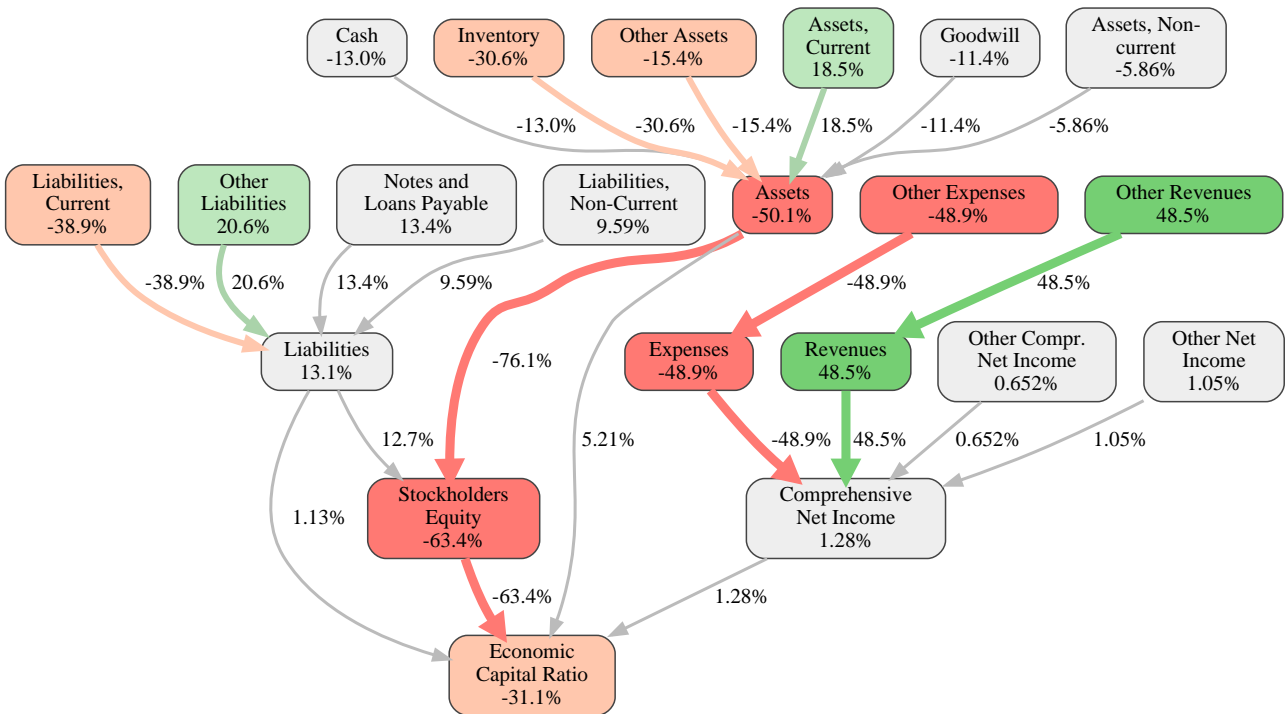 Cash
-13.0%
Inventory
-30.6%
Other Assets
-15.4%
Assets,
Current
18.5%
Goodwill
-11.4%
Assets, Non-
current
-5.86%
-13.0%
-30.6%
-15.4%
18.5%
-11.4%
-5.86%
Liabilities,
Current
-38.9%
Other
Liabilities
20.6%
Notes and
Loans Payable
13.4%
Liabilities,
Non-Current
9.59%
Assets
-50.1%
Other Expenses
-48.9%
Other Revenues
48.5%
-38.9%
20.6%
13.4%
9.59%
-48.9%
48.5%
Liabilities
13.1%
-76.1%
Expenses
-48.9%
Revenues
48.5%
Other Compr.
Net Income
0.652%
Other Net
Income
1.05%
12.7%
5.21%
-48.9%
48.5%
0.652%
1.05%
1.13%
Stockholders
Equity
-63.4%
Comprehensive
Net Income
1.28%
-63.4%
1.28%
Economic
Capital Ratio
-31.1%